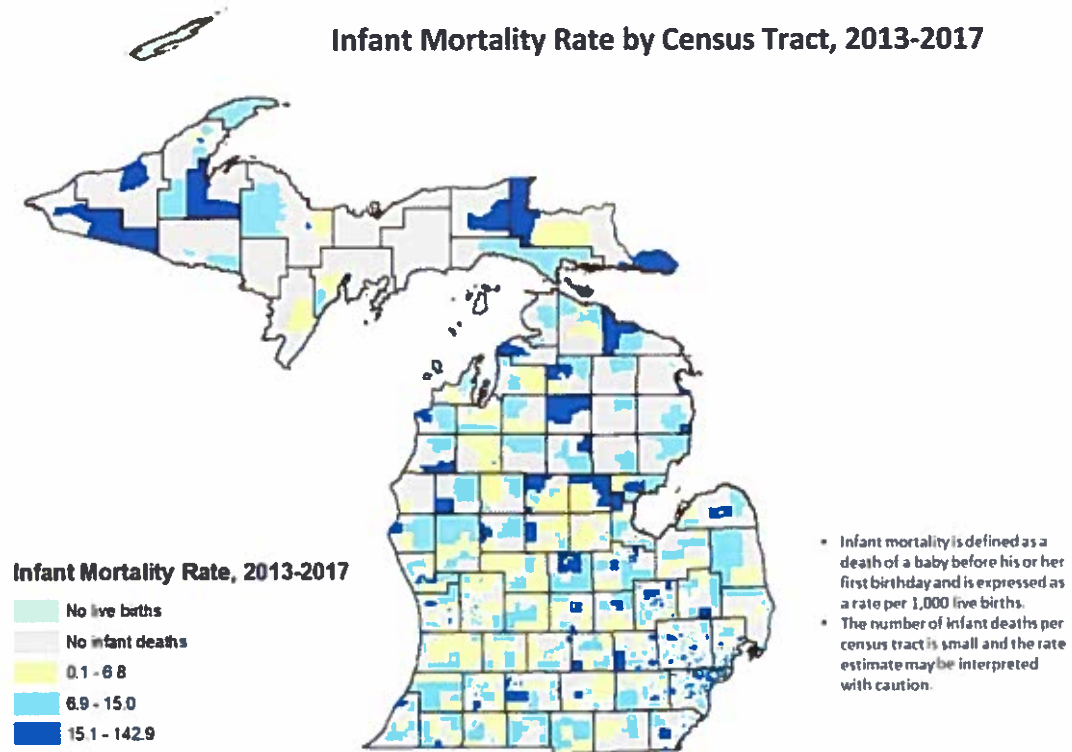 Infant Mortality Rate by Census Tract, 2013-2017
Infant Mortality Rate, 2013-2017
No live births
No infant deaths
0.1 - 6.8
6.9 - 15.0
15.1 - 142.9
• Infant mortality is defined as a
death of a baby before his or her
first birthday and is expressed as
a rate per 1,000 live births.
• The number of infant deaths per
census tract is small and the rate
estimate may be interpreted
with caution.